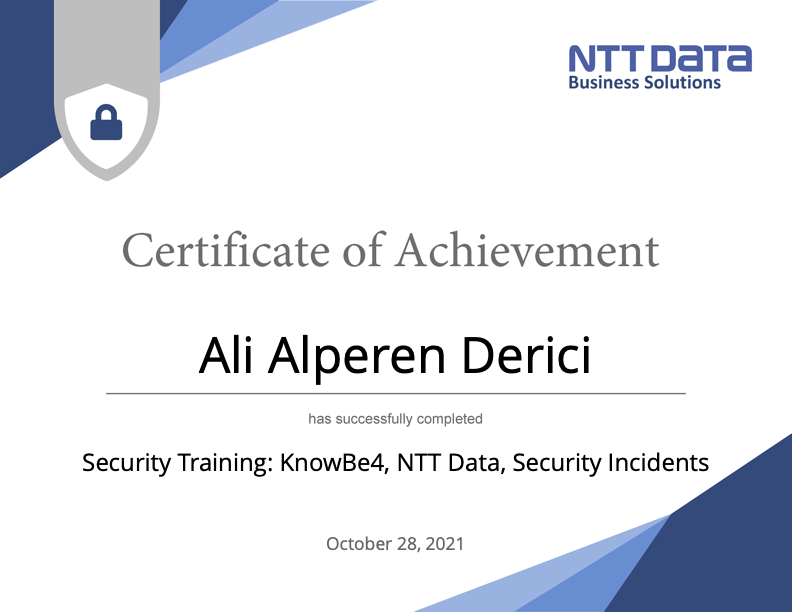 NTT DATA
Business Solutions
Certificate of Achievement
Ali Alperen Derici
has successfully completed
Security Training: KnowBe4, NTT Data, Security Incidents
October 28, 2021